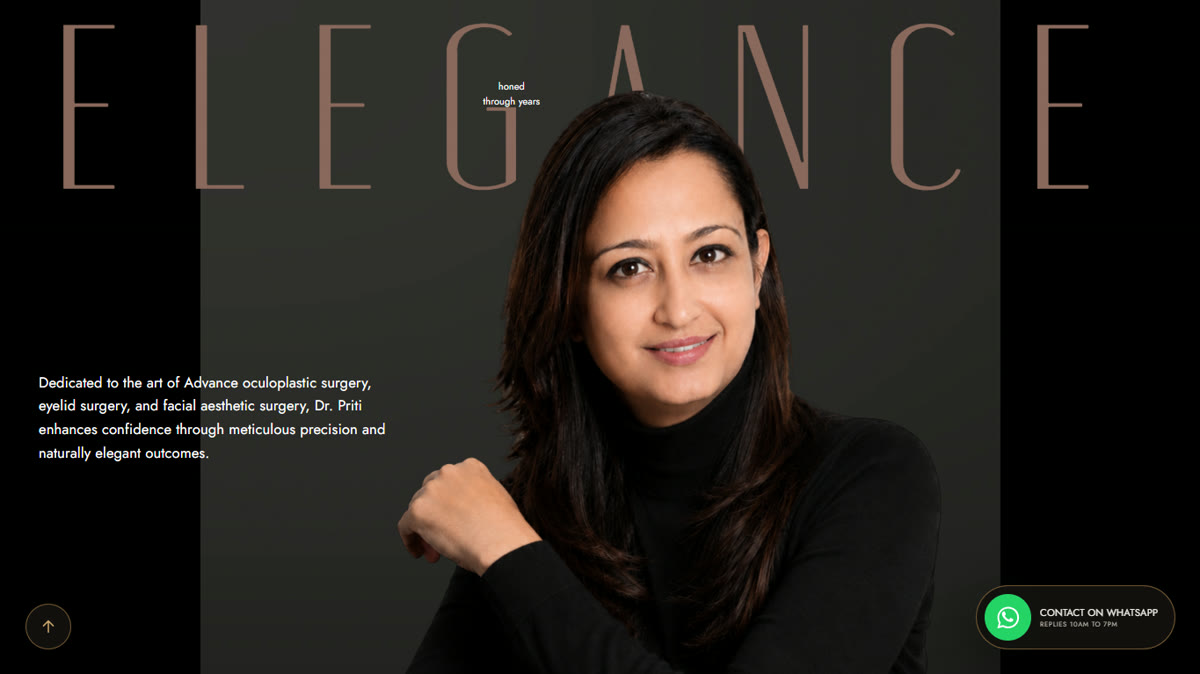 ELEGANCE
honed
through years
Dedicated to the art of Advance oculoplastic surgery,
eyelid surgery, and facial aesthetic surgery, Dr. Priti
enhances confidence through meticulous precision and
naturally elegant outcomes.
CONTACT ON WHATSAPP
REPLIES 10AM TO 7PM